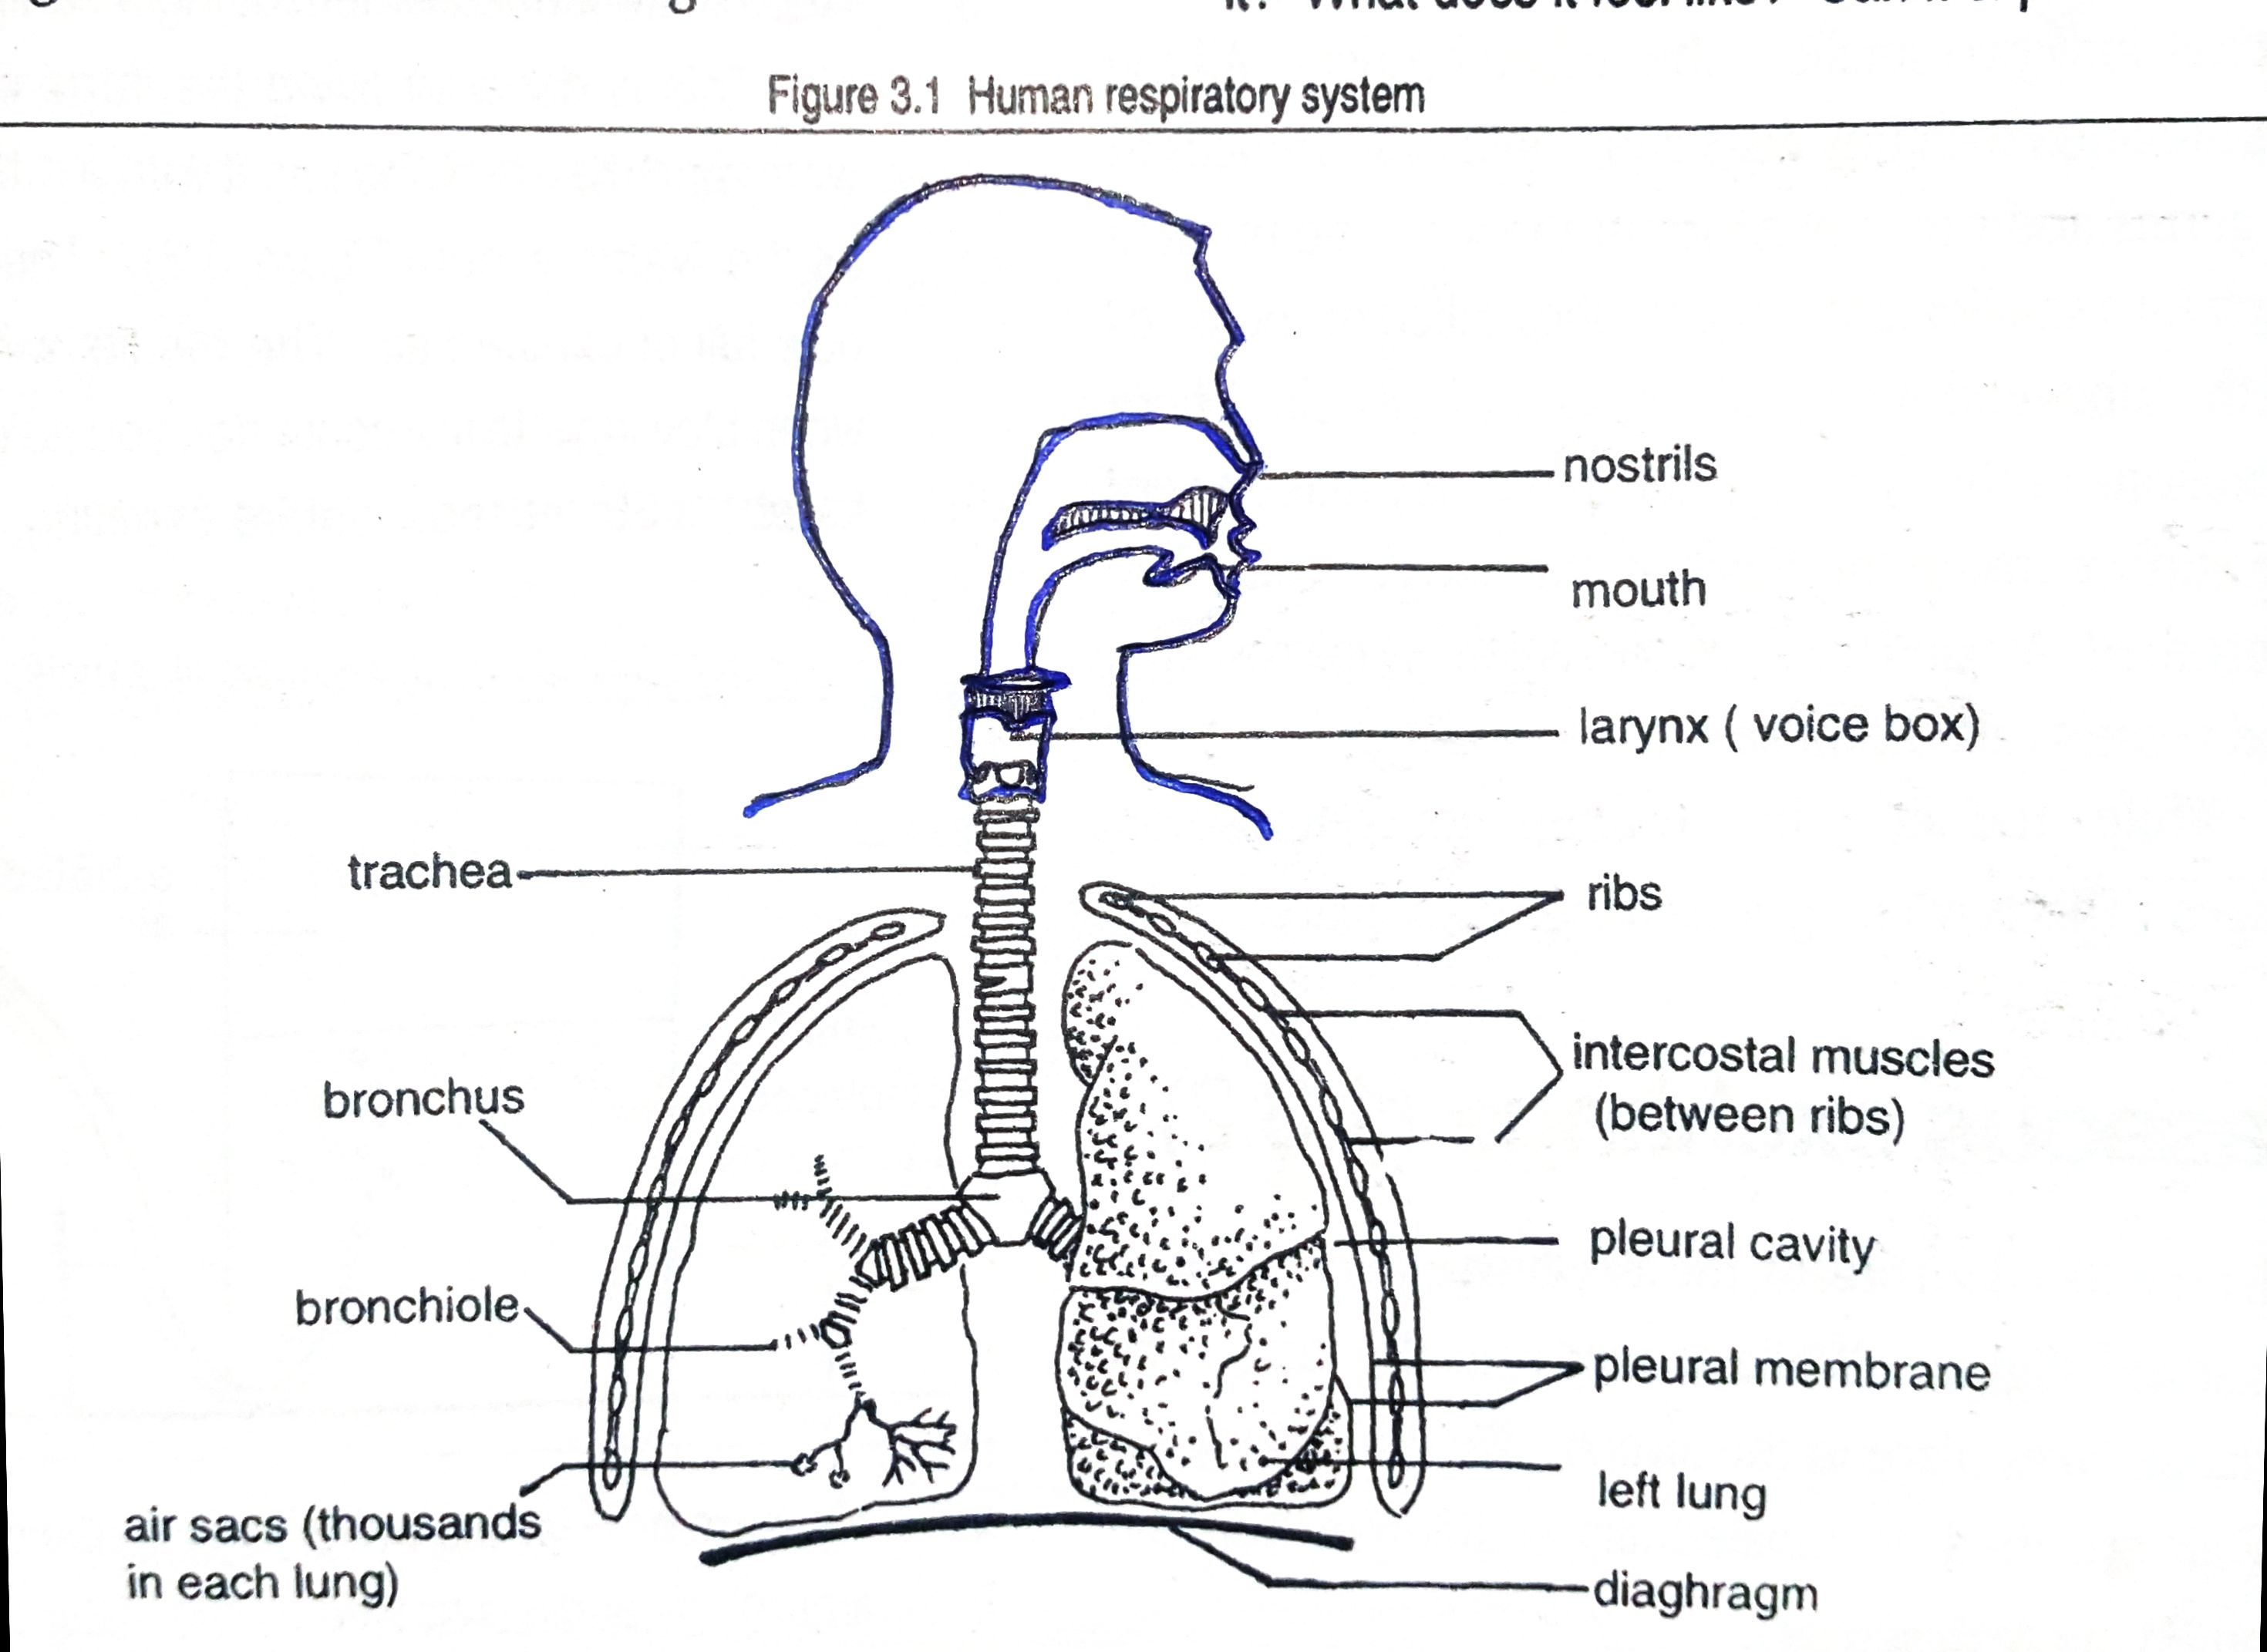 Figure 3.1 Human respiratory system
nostrils
mouth
larynx ( voice box)
trachea
ribs
intercostal muscles
(between ribs)
bronchus
pleural cavity
bronchiole
pleural membrane
left lung
air sacs (thousands
in each lung)
diaghragm